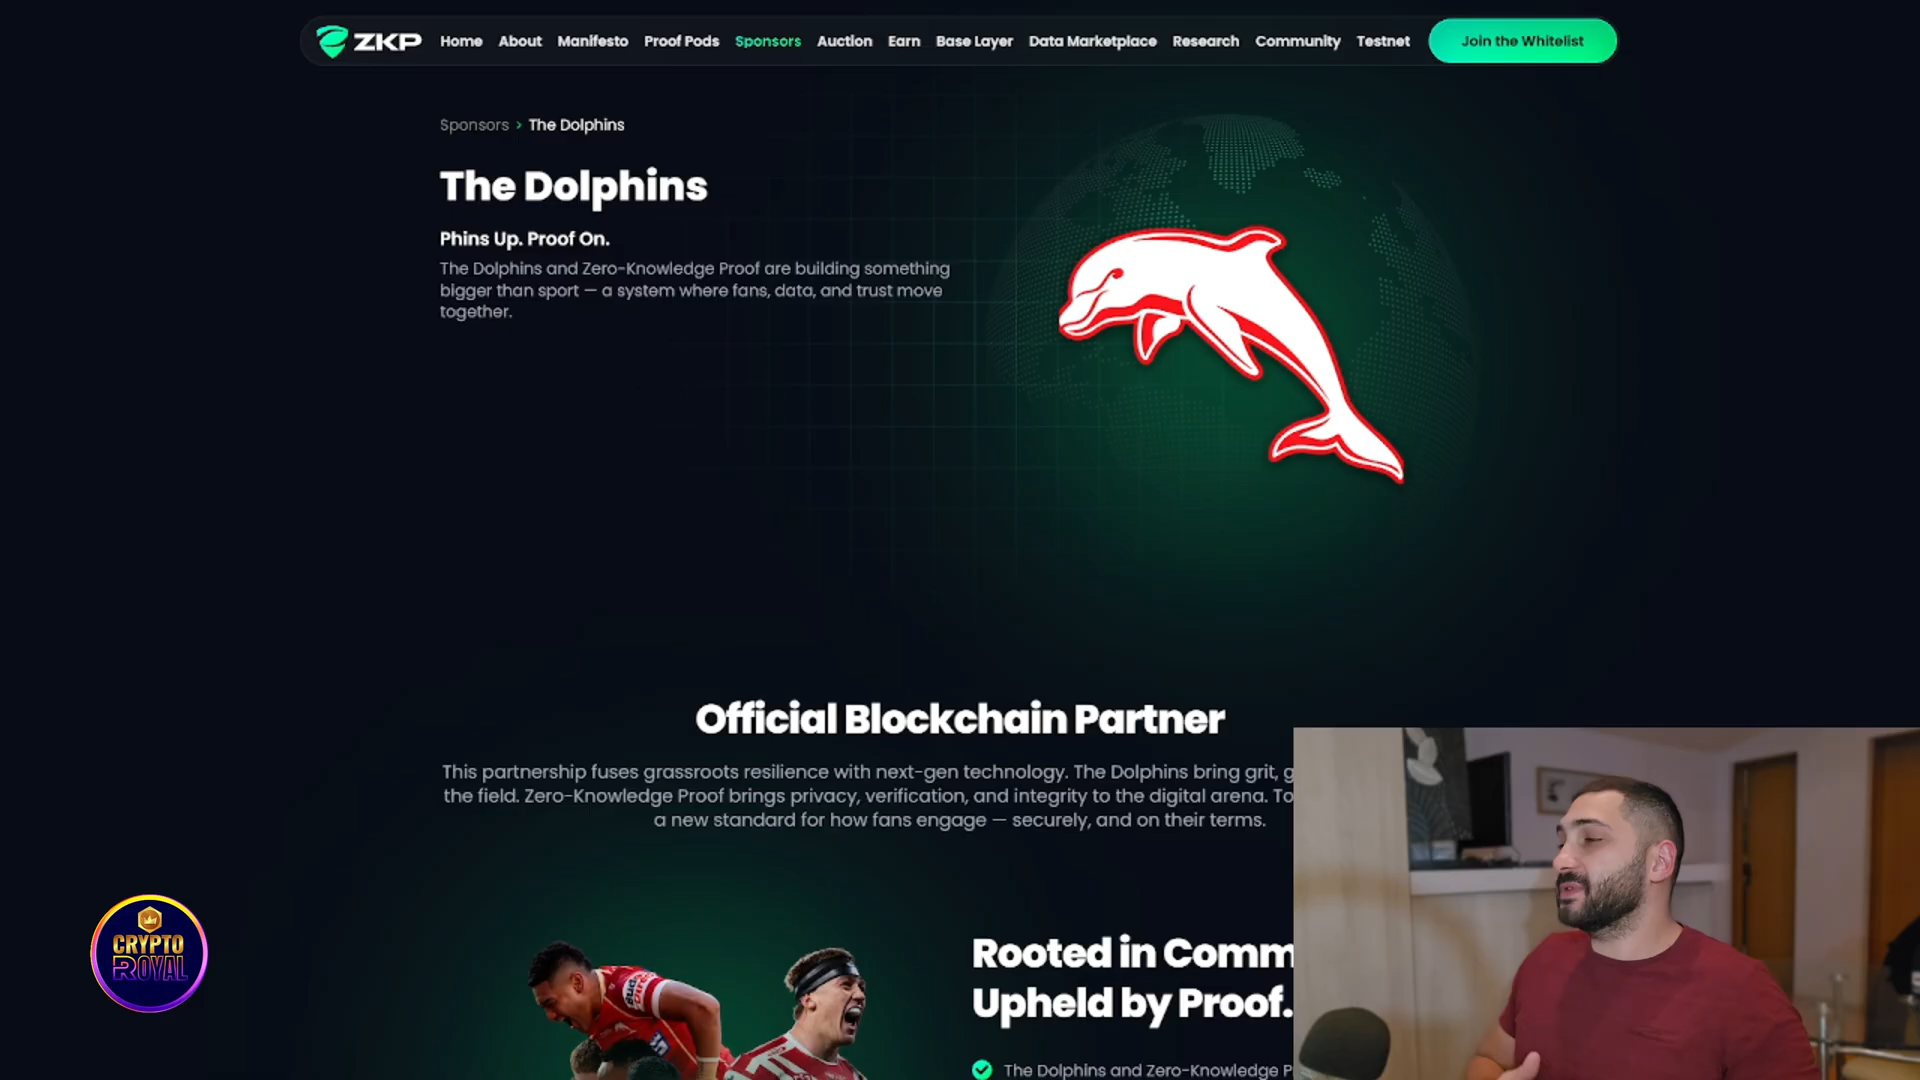 ZKP Home About Manifesto Proof Pods Sponsors Auction Earn Base Layer Data Marketplace Research Community Testnet Join the Whitelist
Sponsors > The Dolphins
The Dolphins
Phins Up. Proof On.
The Dolphins and Zero-Knowledge Proof are building something
bigger than sport — a system where fans, data, and trust move
together.
Official Blockchain Partner
This partnership fuses grassroots resilience with next-gen technology. The Dolphins bring grit, g
the field. Zero-Knowledge Proof brings privacy, verification, and integrity to the digital arena. To
a new standard for how fans engage — securely, and on their terms.
Rooted in Comm
Upheld by Proof.
The Dolphins and Zero-Knowledge P
CRYPTO
ROYAL